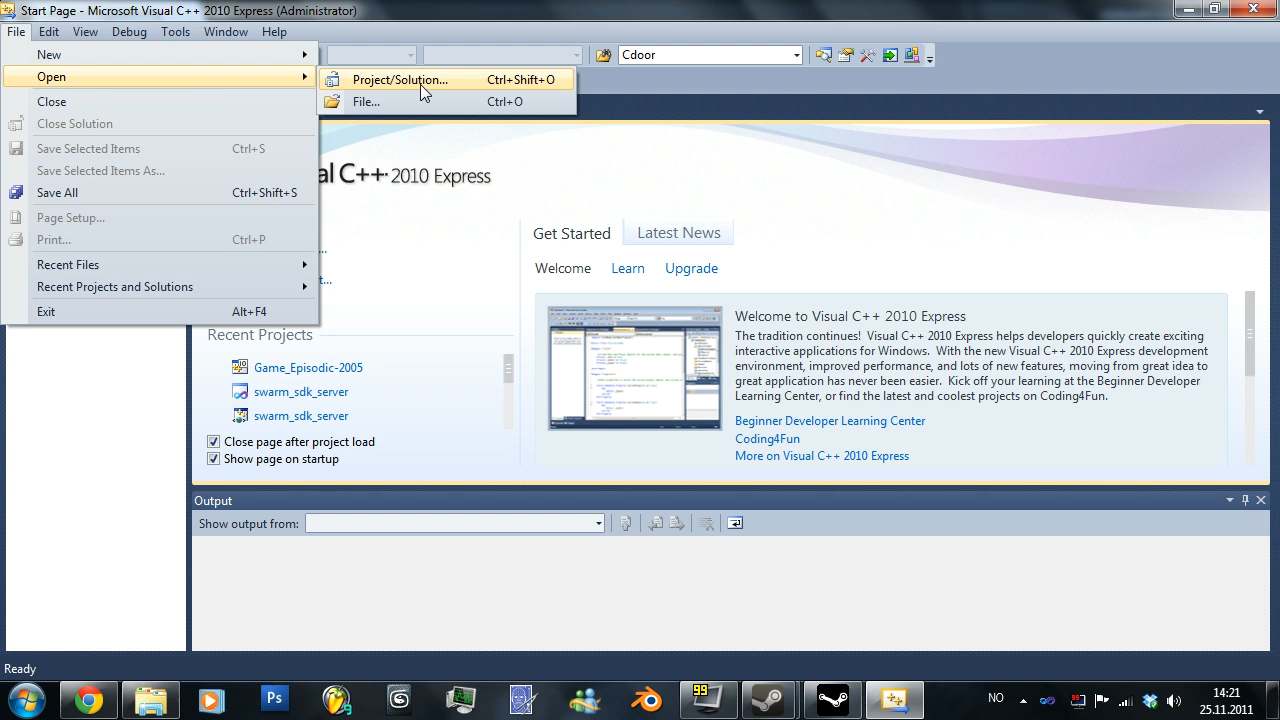 Start Page - Microsoft Visual C++ 2010 Express (Administrator)
File Edit View Debug Tools Window Help
Cdoor
New
Open
Project/Solution... Ctrl+Shift+O
File... Ctrl+O
Close
Close Solution
Save Selected Items Ctrl+S
Save Selected Items As...
Save All Ctrl+Shift+S
Page Setup...
Print... Ctrl+P
Recent Files
Recent Projects and Solutions
Exit Alt+F4
al C++ 2010 Express
Get Started Latest News
Welcome Learn Upgrade
Recent Projects
Game_Episodic-2005
swarm_sdk_server
swarm_sdk_server
Close page after project load
Show page on startup
Welcome to Visual C++ 2010 Express
The tradition continues! Visual C++ 2010 Express helps developers quickly create exciting
interactive applications for Windows. With the new Visual C++ 2010 Express development
environment, improved performance, and lots of new features, moving from great idea to
great application has never been easier. Kick off your learning at the Beginner Developer
Learning Center, or find the latest and coolest projects on Coding4Fun.
Beginner Developer Learning Center
Coding4Fun
More on Visual C++ 2010 Express
Output
Show output from:
Ready
Ps
99
NO
14:21
25.11.2011